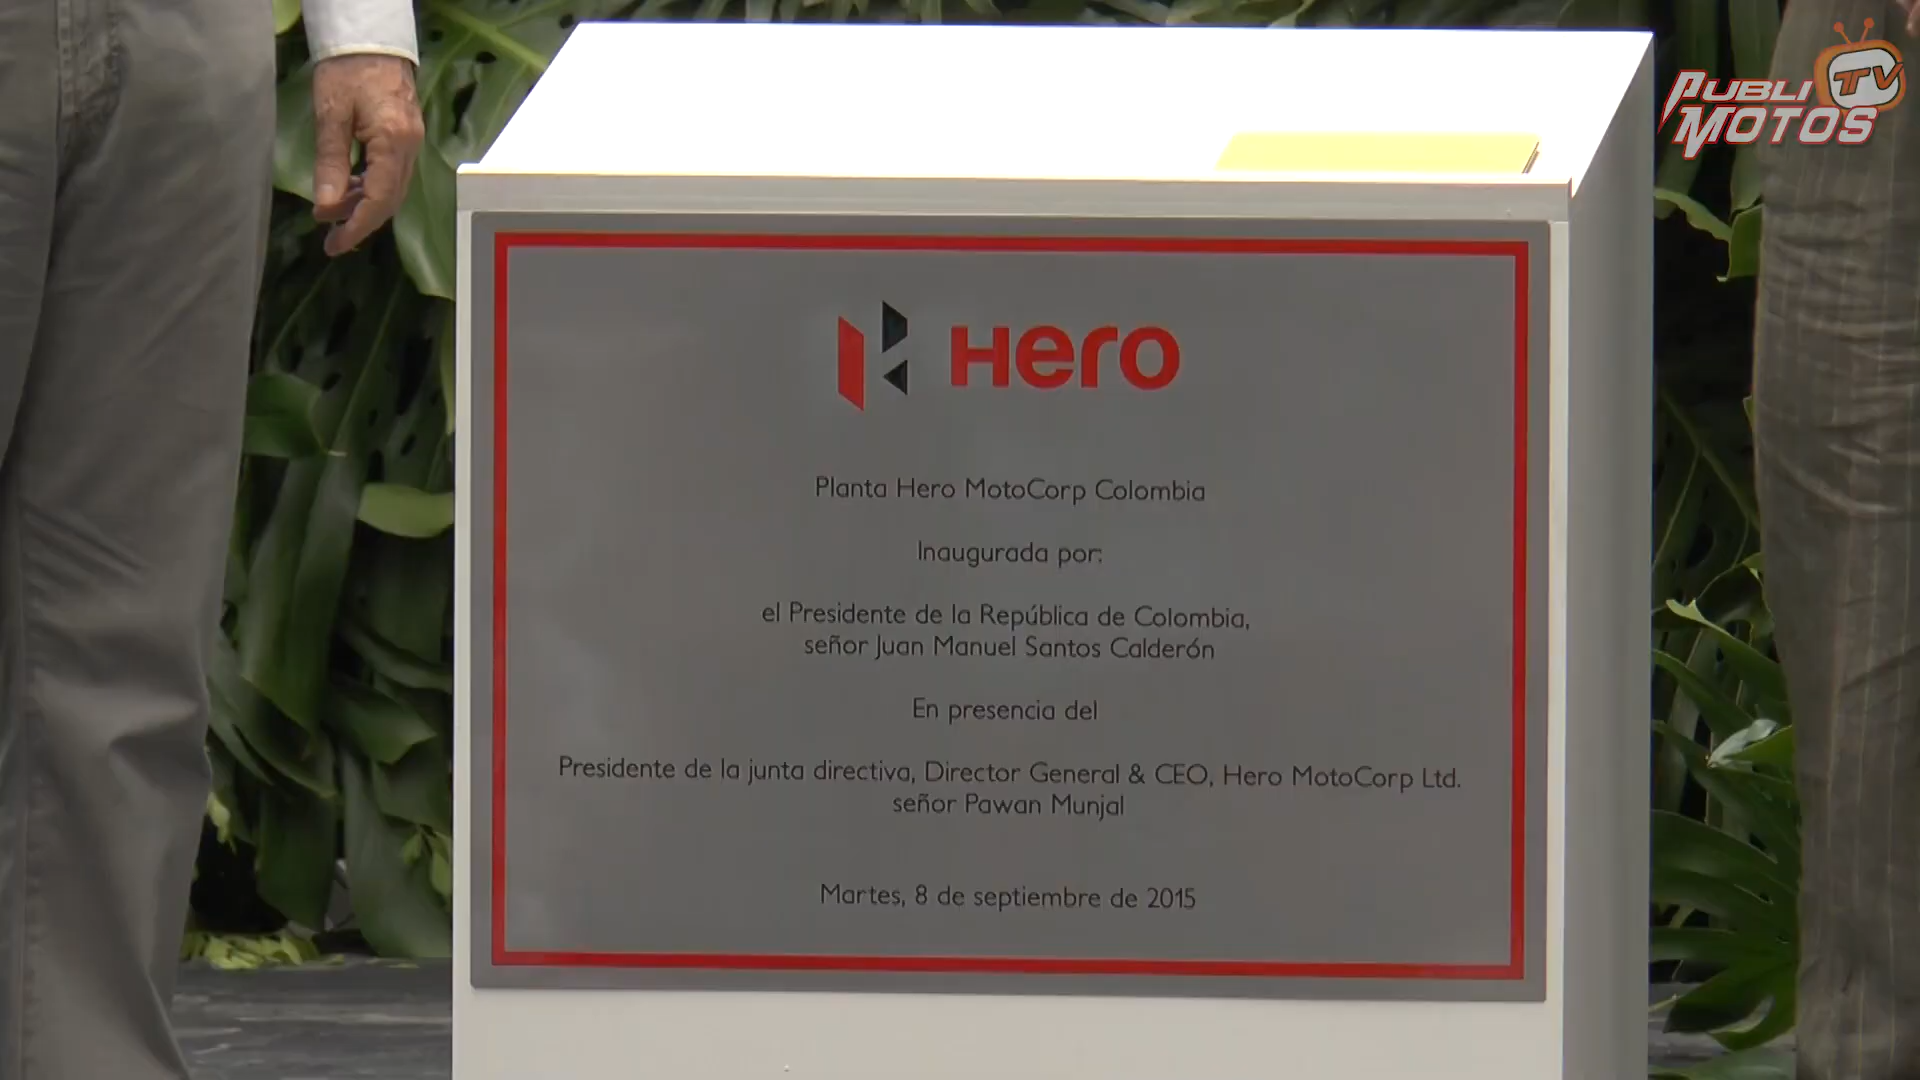 PUBLI TV
MOTOS
Hero
Planta Hero MotoCorp Colombia
Inaugurada por:
el Presidente de la República de Colombia,
señor Juan Manuel Santos Calderón
En presencia del
Presidente de la junta directiva, Director General & CEO, Hero MotoCorp Ltd.
señor Pawan Munjal
Martes, 8 de septiembre de 2015